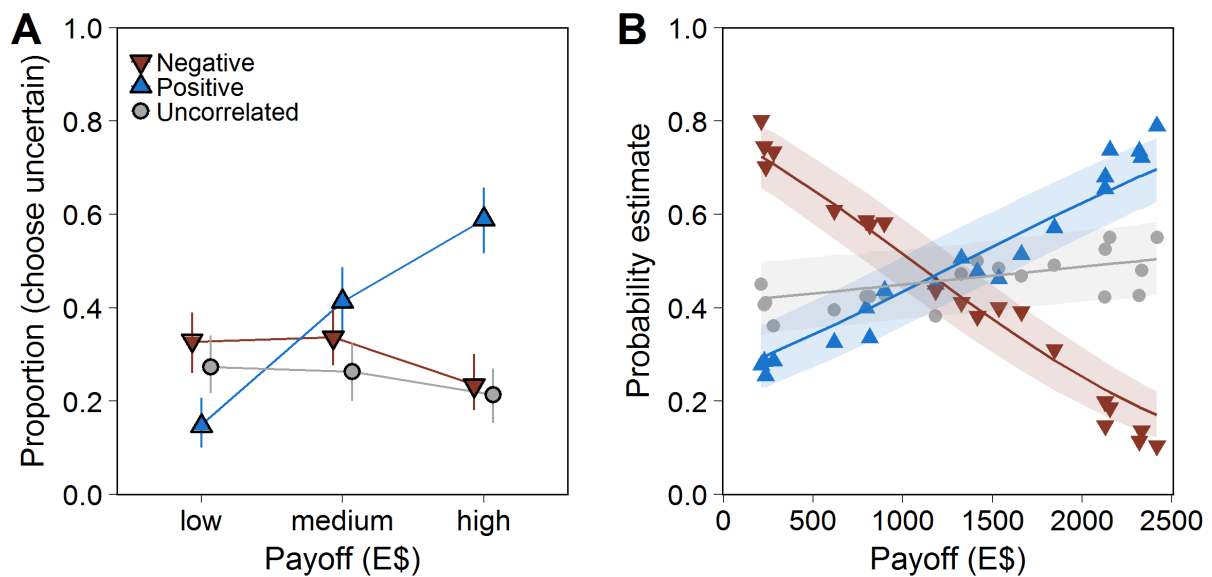 A
Proportion (choose uncertain)
1.0
0.8
0.6
0.4
0.2
0.0
Negative
Positive
Uncorrelated
low medium high
Payoff (E$)
B
Probability estimate
1.0
0.8
0.6
0.4
0.2
0.0
0 500 1000 1500 2000 2500
Payoff (E$)